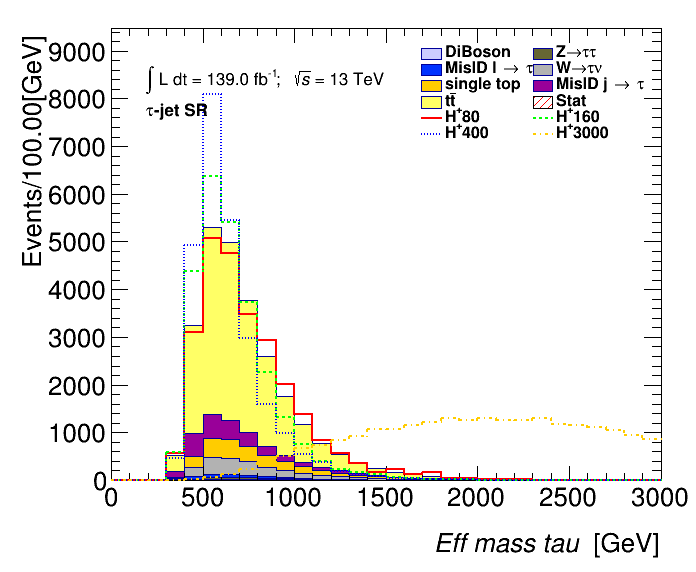 ∫ L dt = 139.0 fb⁻¹; √s = 13 TeV
τ-jet SR
DiBoson
Z→ττ
MisID l → τ
W→τν
single top
MisID j → τ
tt̄
Stat
H⁺80
H⁺160
H⁺400
H⁺3000
Events/100.00[GeV]
9000
8000
7000
6000
5000
4000
3000
2000
1000
0
0 500 1000 1500 2000 2500 3000
Eff mass tau [GeV]